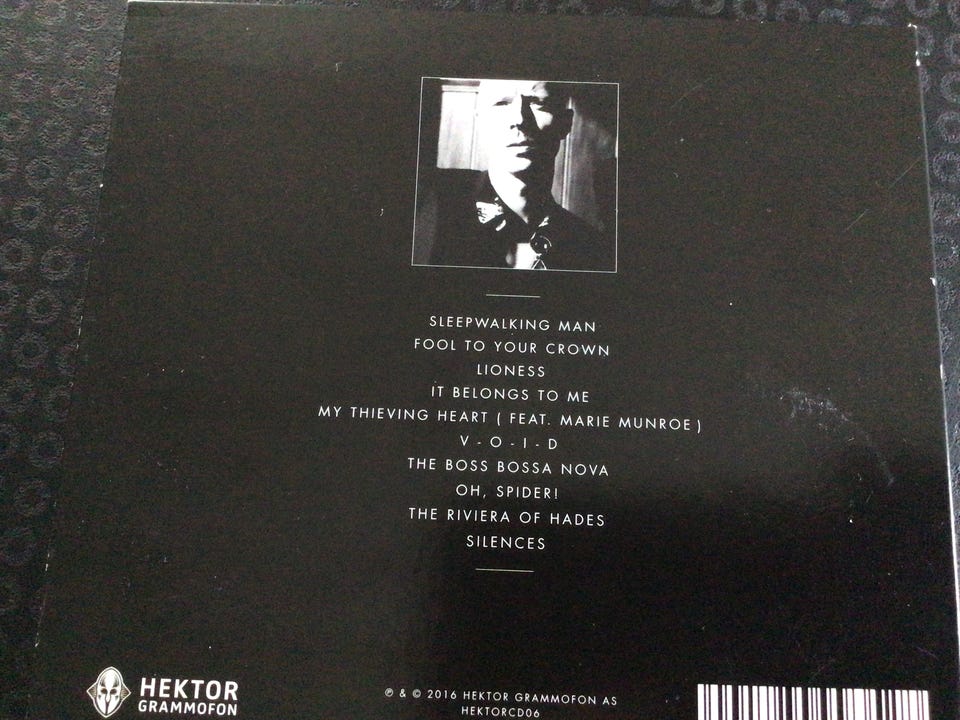 SLEEPWALKING MAN
FOOL TO YOUR CROWN
LIONESS
IT BELONGS TO ME
MY THIEVING HEART ( FEAT. MARIE MUNROE )
V - O - I - D
THE BOSS BOSSA NOVA
OH, SPIDER!
THE RIVIERA OF HADES
SILENCES
HEKTOR
GRAMMOFON
℗ & © 2016 HEKTOR GRAMMOFON AS
HEKTORCD06